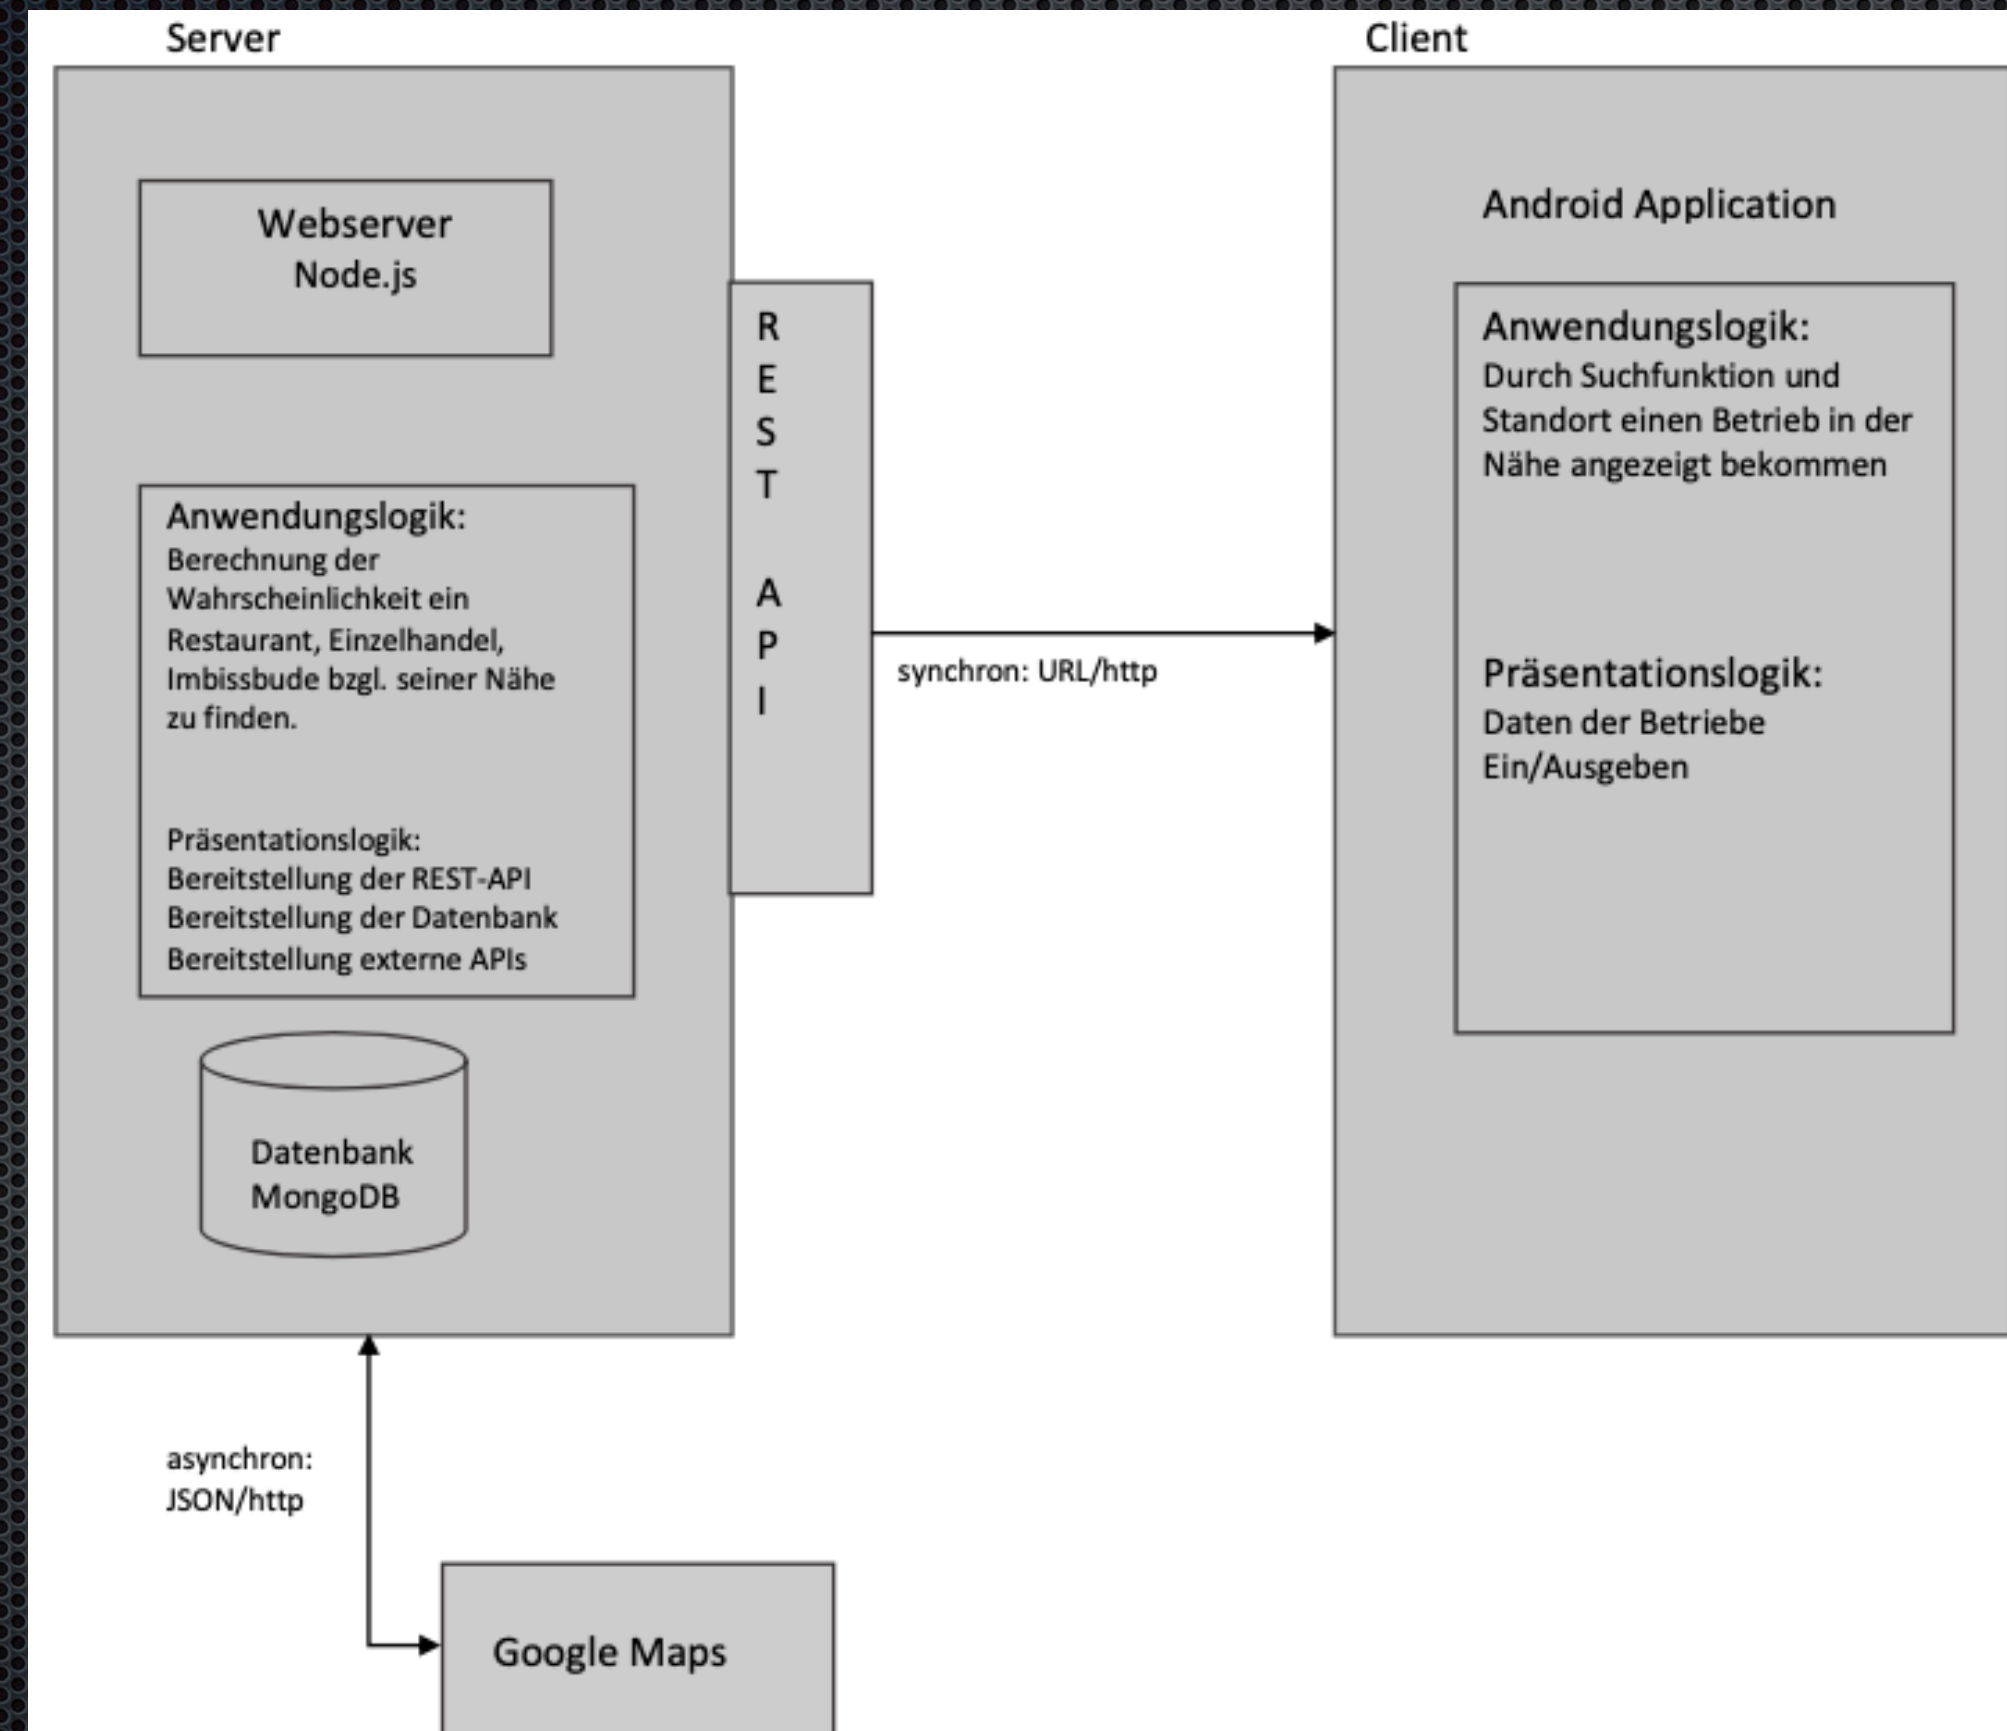 Server
Webserver
Node.js
Anwendungslogik:
Berechnung der
Wahrscheinlichkeit ein
Restaurant, Einzelhandel,
Imbissbude bzgl. seiner Nähe
zu finden.
Präsentationslogik:
Bereitstellung der REST-API
Bereitstellung der Datenbank
Bereitstellung externe APIs
Datenbank
MongoDB
R
E
S
T
A
P
I
synchron: URL/http
Client
Android Application
Anwendungslogik:
Durch Suchfunktion und
Standort einen Betrieb in der
Nähe angezeigt bekommen
Präsentationslogik:
Daten der Betriebe
Ein/Ausgeben
asynchron:
JSON/http
Google Maps